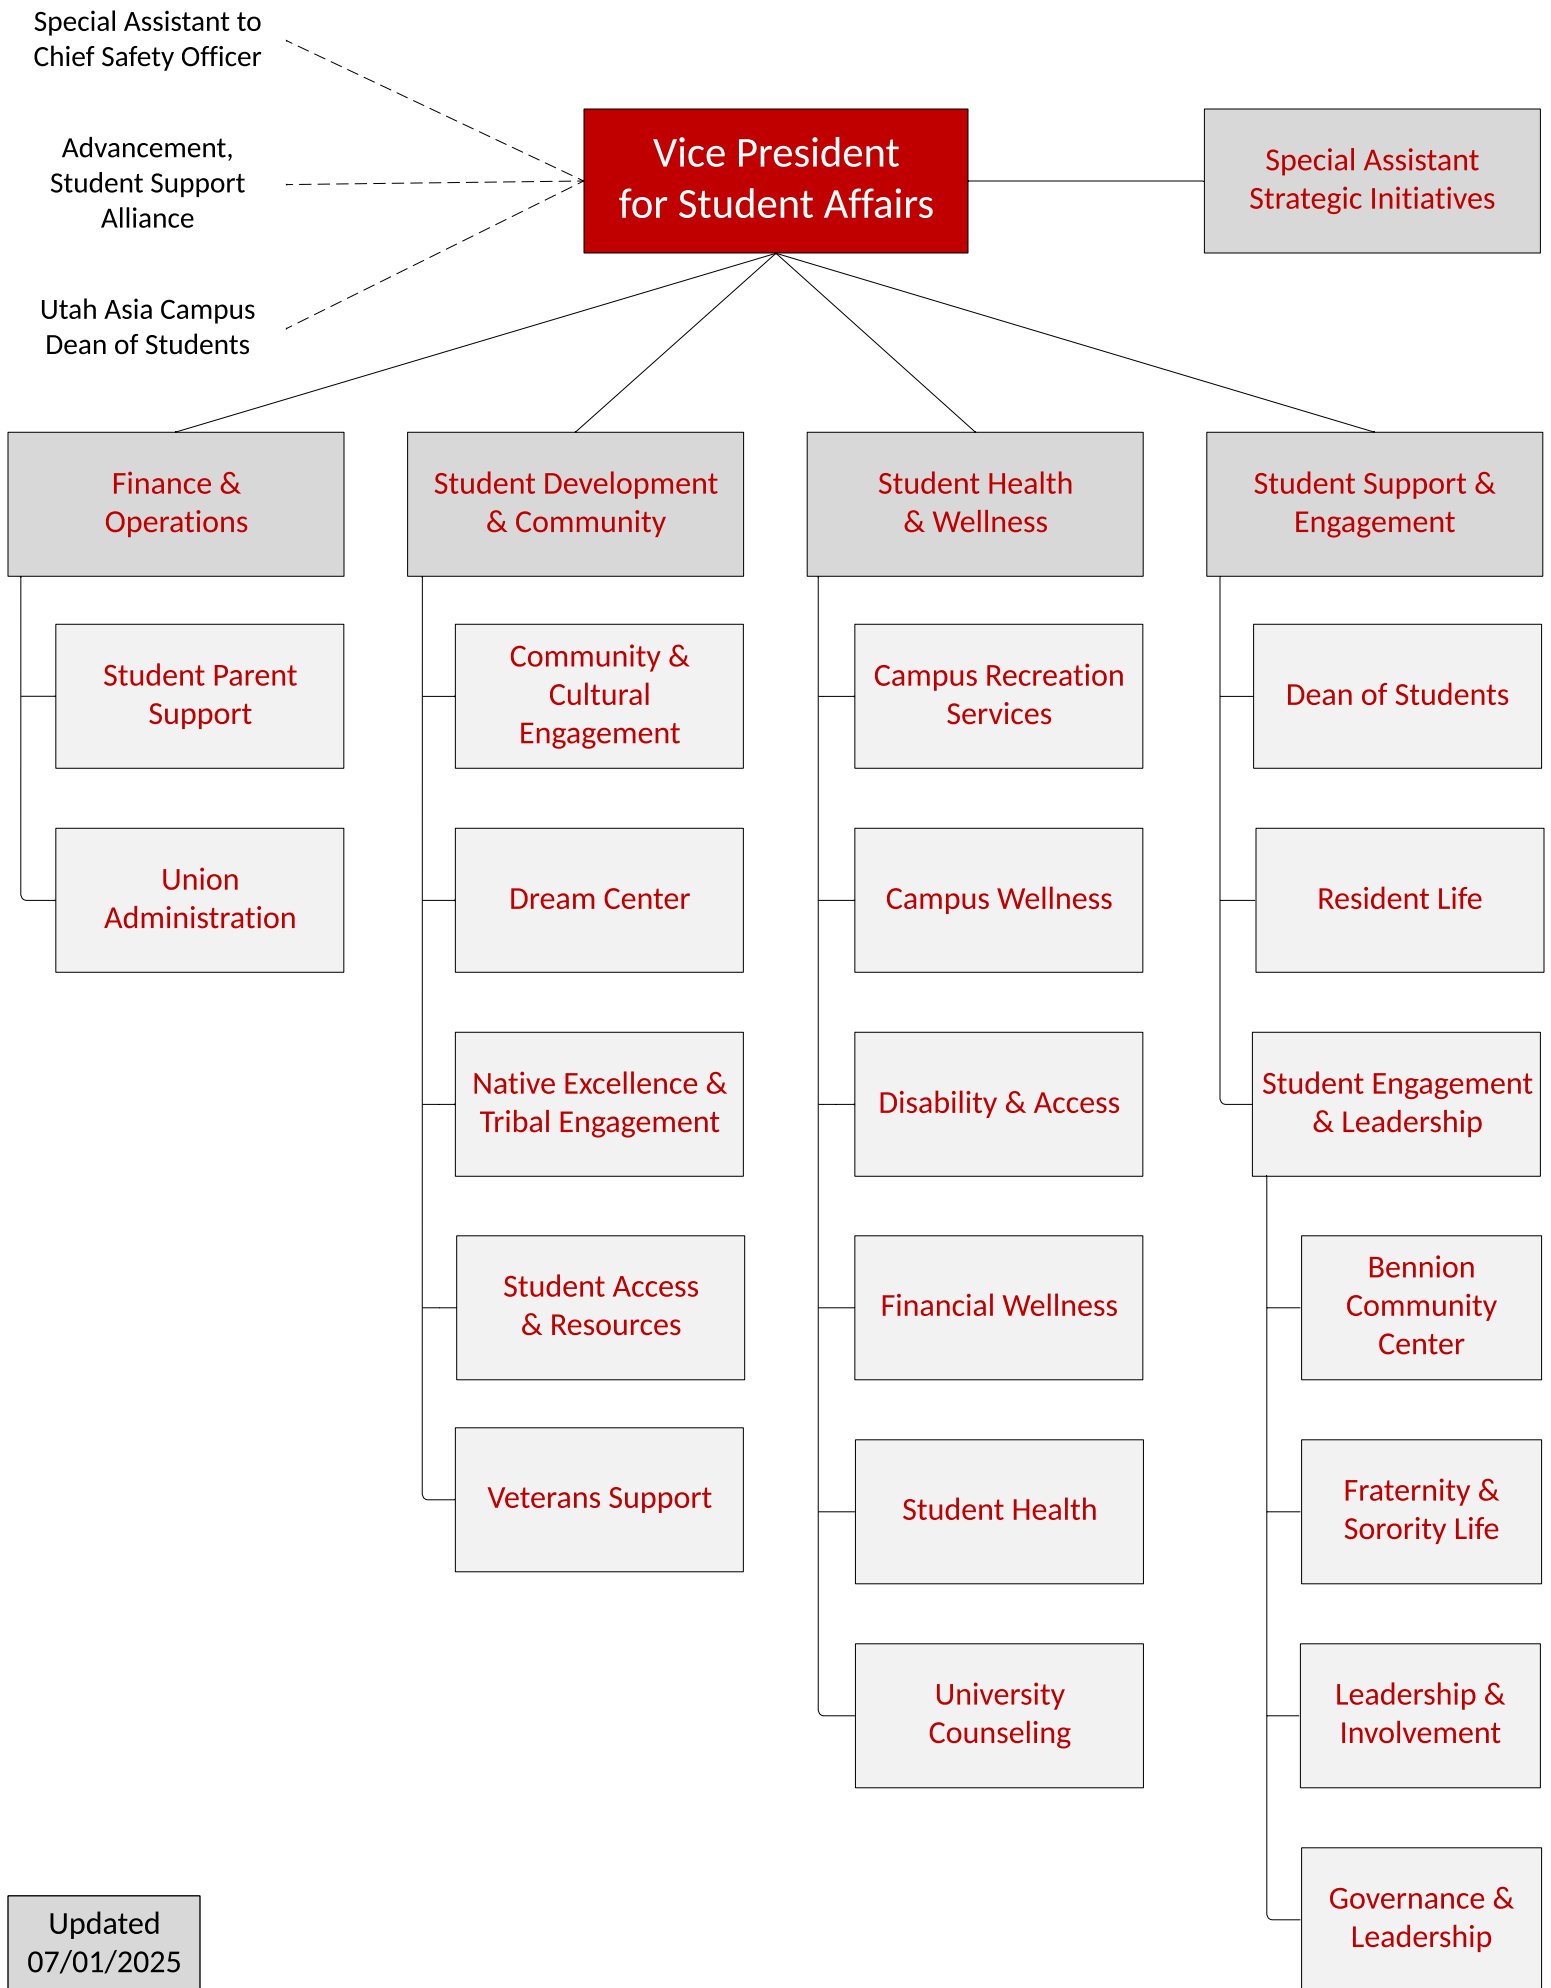 Special Assistant to
Chief Safety Officer
Advancement,
Student Support
Alliance
Utah Asia Campus
Dean of Students
Vice President
for Student Affairs
Special Assistant
Strategic Initiatives
Finance &
Operations
Student Parent
Support
Union
Administration
Student Development
& Community
Community &
Cultural
Engagement
Dream Center
Native Excellence &
Tribal Engagement
Student Access
& Resources
Veterans Support
Student Health
& Wellness
Campus Recreation
Services
Campus Wellness
Disability & Access
Financial Wellness
Student Health
University
Counseling
Student Support &
Engagement
Dean of Students
Resident Life
Student Engagement
& Leadership
Bennion
Community
Center
Fraternity &
Sorority Life
Leadership &
Involvement
Governance &
Leadership
Updated
07/01/2025